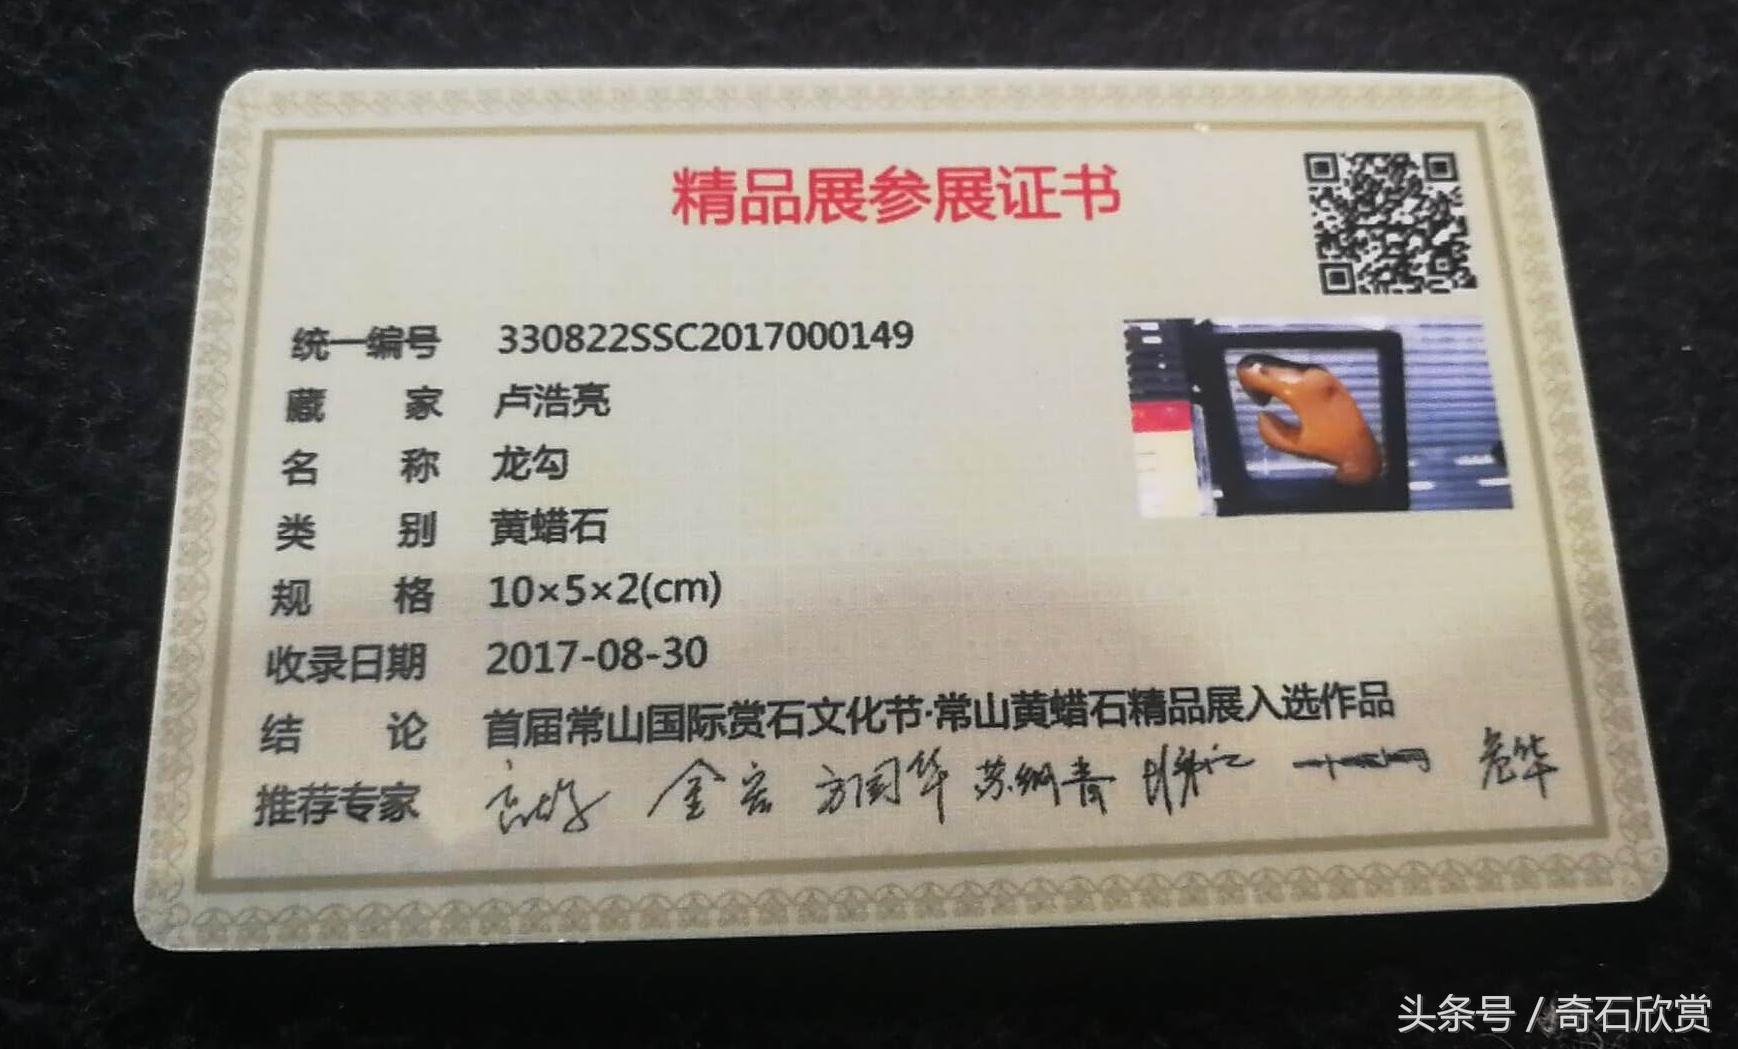 精品展参展证书
统一编号 330822SSC2017000149
藏家 卢浩亮
名称 龙勾
类别 黄蜡石
规格 10×5×2(cm)
收录日期 2017-08-30
结论 首届常山国际赏石文化节·常山黄蜡石精品展入选作品
推荐专家 金宏 方国华
头条号 / 奇石欣赏